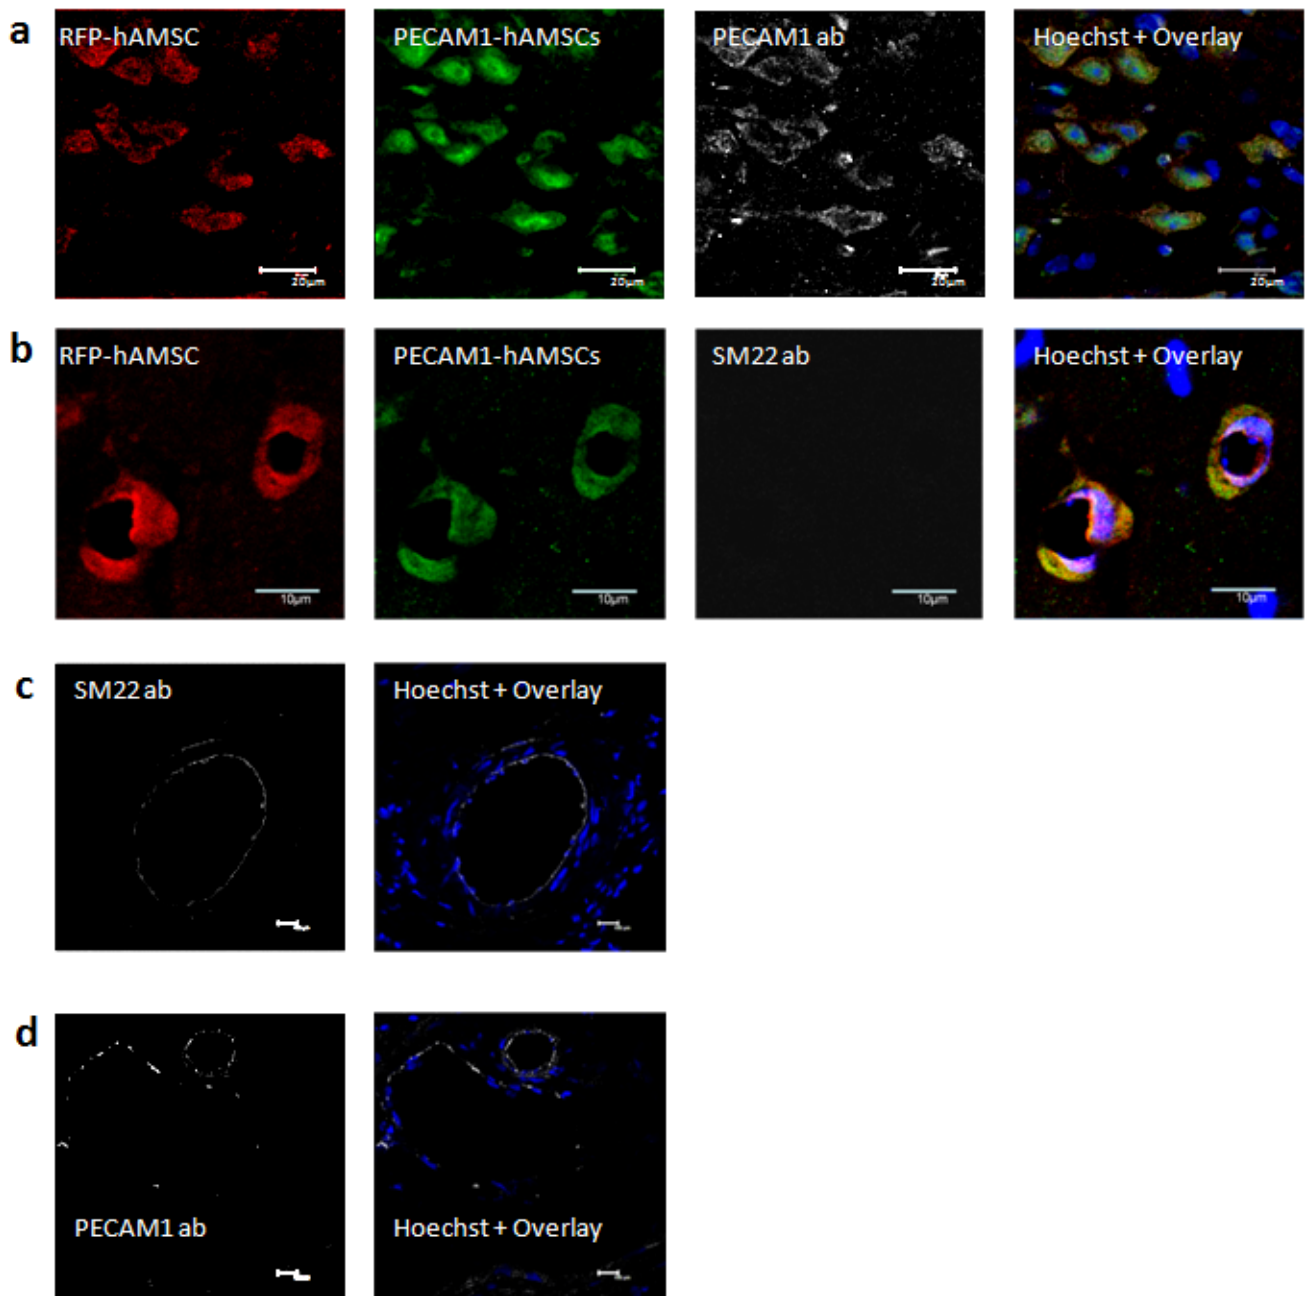 a
RFP-hAMSC
PECAM1-hAMSCs
PECAM1 ab
Hoechst + Overlay
20µm
20µm
20µm
20µm
b
RFP-hAMSC
PECAM1-hAMSCs
SM22 ab
Hoechst + Overlay
10µm
10µm
10µm
10µm
c
SM22 ab
Hoechst + Overlay
d
PECAM1 ab
Hoechst + Overlay